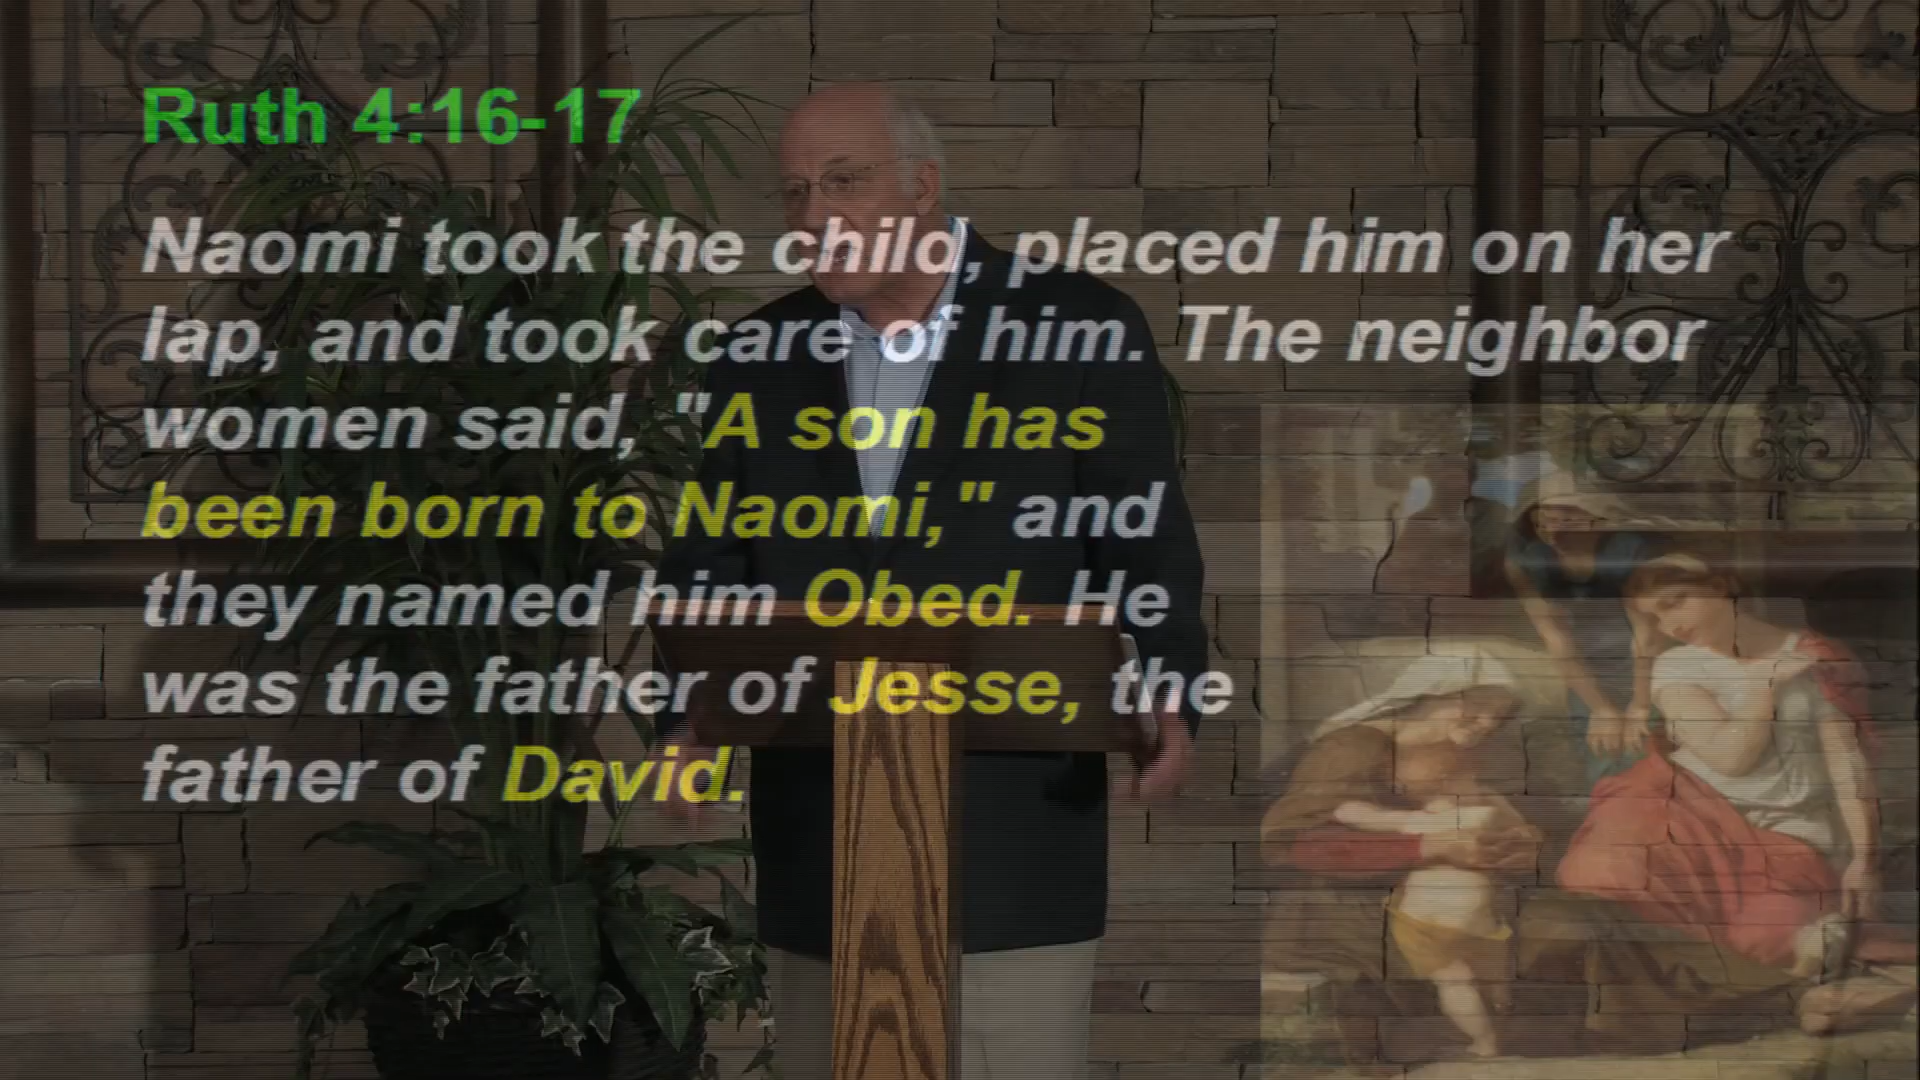 Ruth 4:16-17
Naomi took the child, placed him on her
lap, and took care of him. The neighbor
women said, "A son has
been born to Naomi," and
they named him Obed. He
was the father of Jesse, the
father of David.